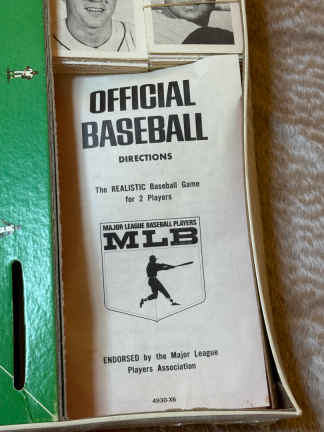 OFFICIAL
BASEBALL
DIRECTIONS
The REALISTIC Baseball Game
for 2 Players
MAJOR LEAGUE BASEBALL PLAYERS
MLB
ENDORSED by the Major League
Players Association
4930-X6